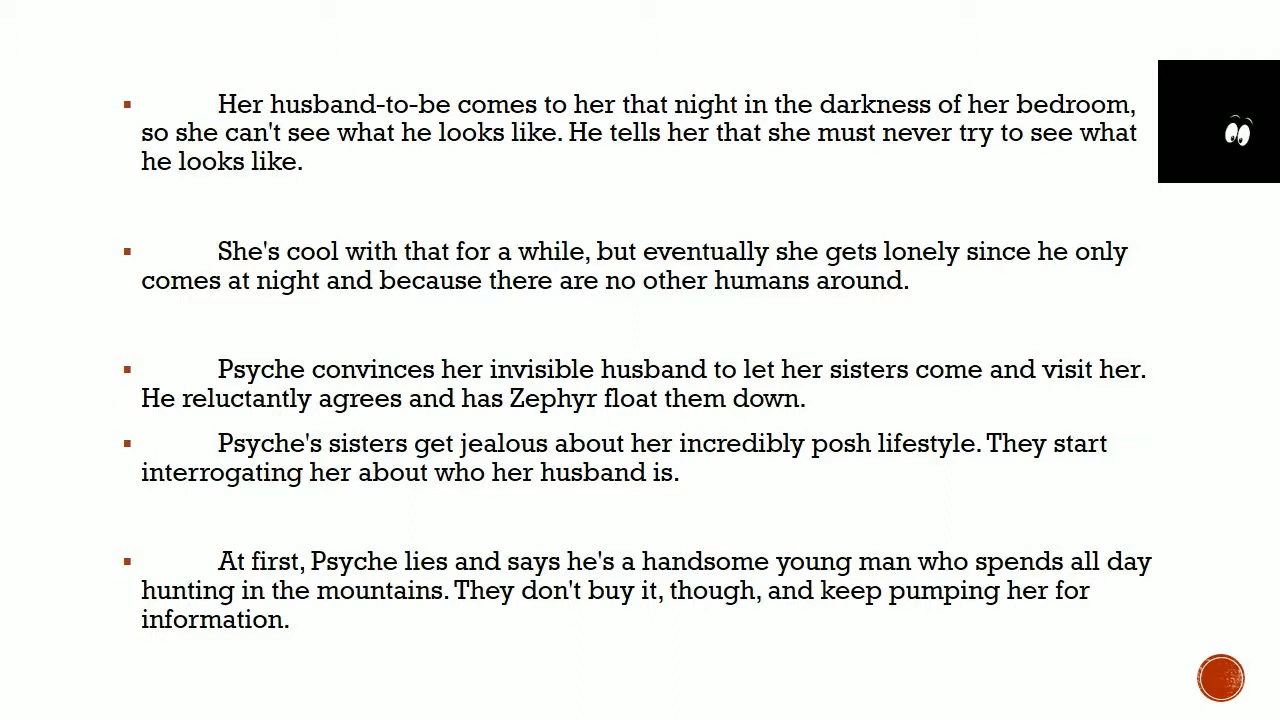 ▪ Her husband-to-be comes to her that night in the darkness of her bedroom,
so she can't see what he looks like. He tells her that she must never try to see what
he looks like.
▪ She's cool with that for a while, but eventually she gets lonely since he only
comes at night and because there are no other humans around.
▪ Psyche convinces her invisible husband to let her sisters come and visit her.
He reluctantly agrees and has Zephyr float them down.
▪ Psyche's sisters get jealous about her incredibly posh lifestyle. They start
interrogating her about who her husband is.
▪ At first, Psyche lies and says he's a handsome young man who spends all day
hunting in the mountains. They don't buy it, though, and keep pumping her for
information.